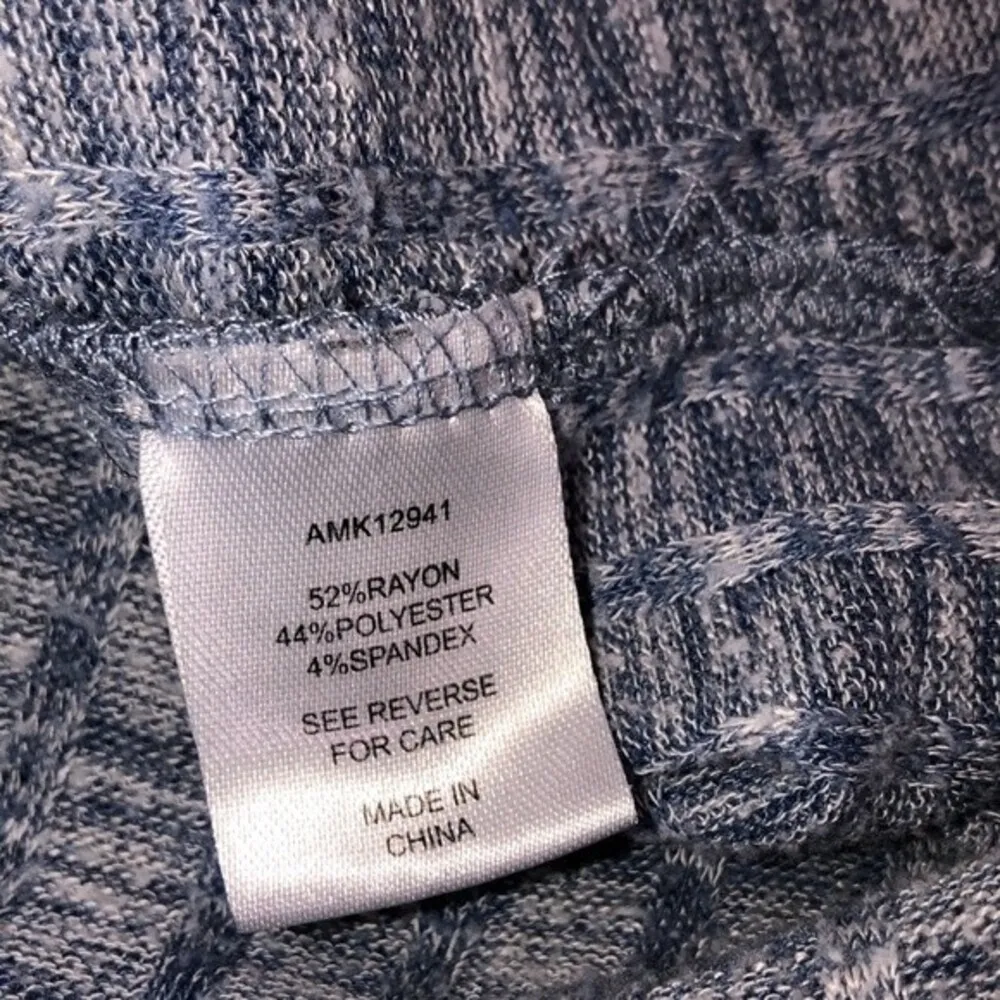 AMK12941
52%RAYON
44%POLYESTER
4%SPANDEX
SEE REVERSE
FOR CARE
MADE IN
CHINA